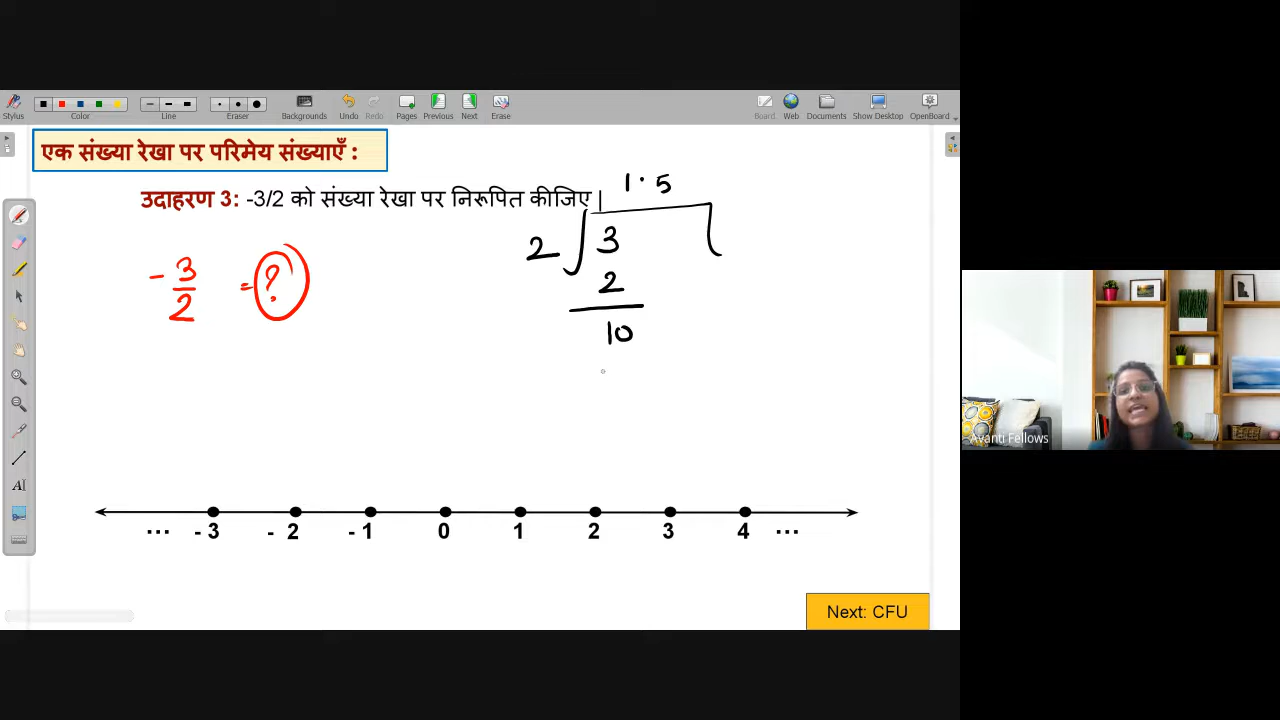 Stylus Color Line Eraser Backgrounds Undo Redo Pages Previous Next Erase Board Web Documents Show Desktop OpenBoard
एक संख्या रेखा पर परिमेय संख्याएँ :
उदाहरण 3: -3/2 को संख्या रेखा पर निरूपित कीजिए |
1.5
2 3
2
10
- 3/2 = ?
Avanti Fellows
... - 3 - 2 - 1 0 1 2 3 4 ...
Next: CFU